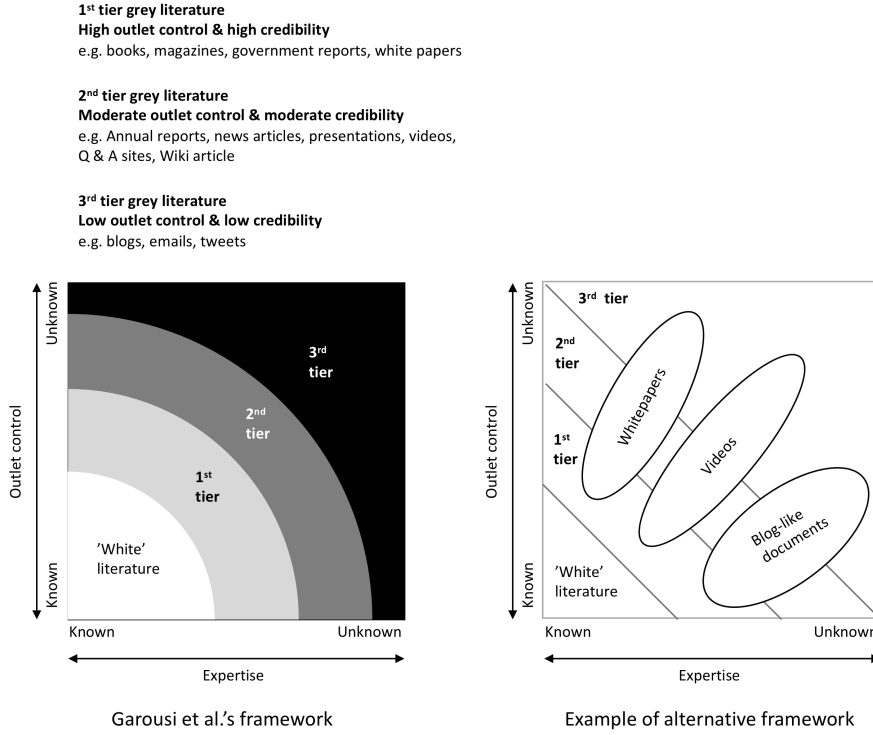 1st tier grey literature
High outlet control & high credibility
e.g. books, magazines, government reports, white papers
2nd tier grey literature
Moderate outlet control & moderate credibility
e.g. Annual reports, news articles, presentations, videos,
Q & A sites, Wiki article
3rd tier grey literature
Low outlet control & low credibility
e.g. blogs, emails, tweets
Outlet control
Unknown
Known
3rd
tier
2nd
tier
1st
tier
’White’
literature
Known
Unknown
Expertise
Garousi et al.’s framework
Outlet control
Unknown
Known
3rd tier
2nd
tier
1st
tier
Whitepapers
Videos
Blog-like
documents
’White’
literature
Known
Unknown
Expertise
Example of alternative framework